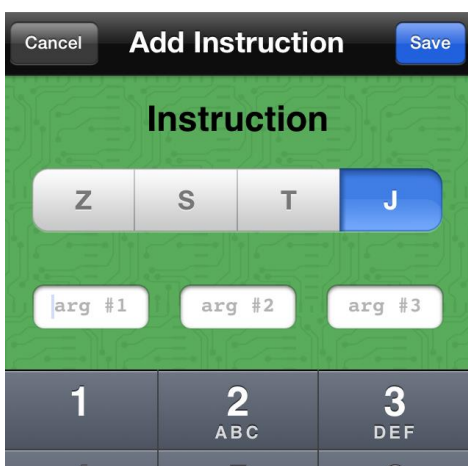 Cancel Add Instruction Save
Instruction
Z S T J
arg #1 arg #2 arg #3
1 2 3
ABC DEF